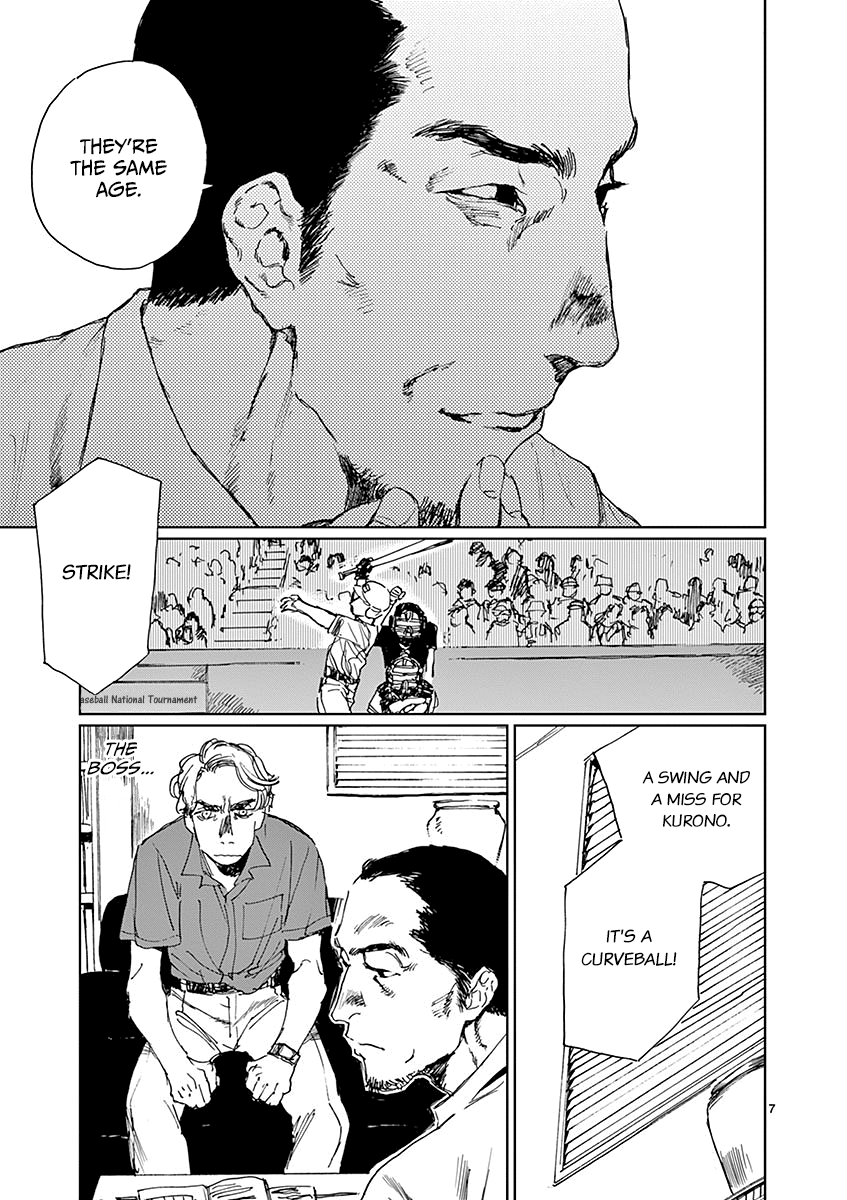 THEY'RE
THE SAME
AGE.
STRIKE!
aseball National Tournament
A SWING AND
A MISS FOR
KURONO.
IT'S A
CURVEBALL!
THE
BOSS...
7